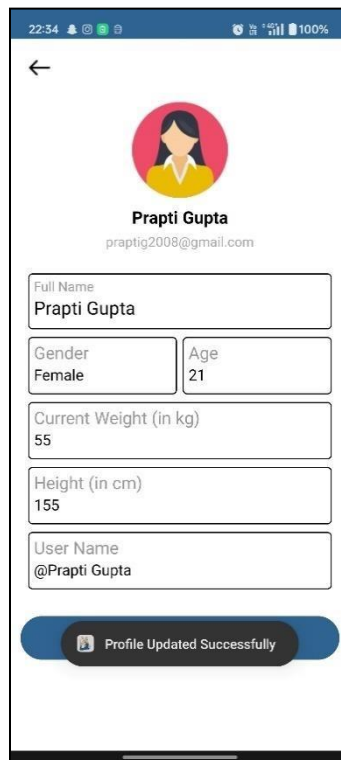 22:34 100%
Prapti Gupta
praptig2008@gmail.com
Full Name
Prapti Gupta
Gender Age
Female 21
Current Weight (in kg)
55
Height (in cm)
155
User Name
@Prapti Gupta
Profile Updated Successfully